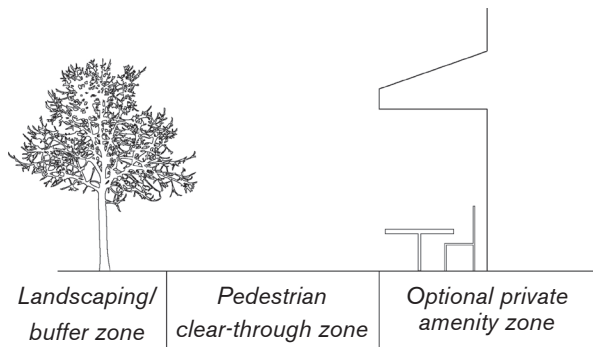 Landscaping/
buffer zone
Pedestrian
clear-through zone
Optional private
amenity zone